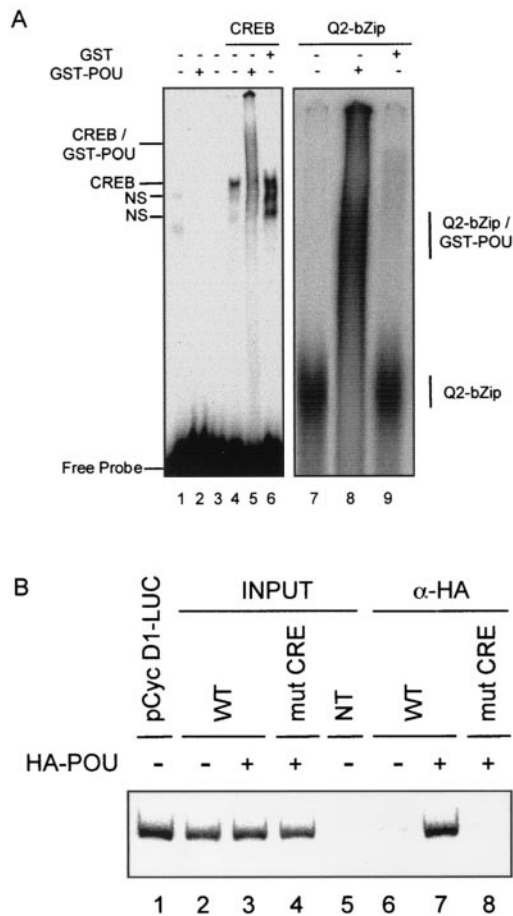 A
CREB
Q2-bZip
GST - - - - - + - - +
GST-POU - + - - + - - + -
CREB /
GST-POU
CREB
NS
NS
Q2-bZip /
GST-POU
Q2-bZip
Free Probe
1 2 3 4 5 6 7 8 9
B
pCyc D1-LUC
INPUT
α-HA
WT
mut CRE
NT
WT
mut CRE
HA-POU - - + + - - + +
1 2 3 4 5 6 7 8